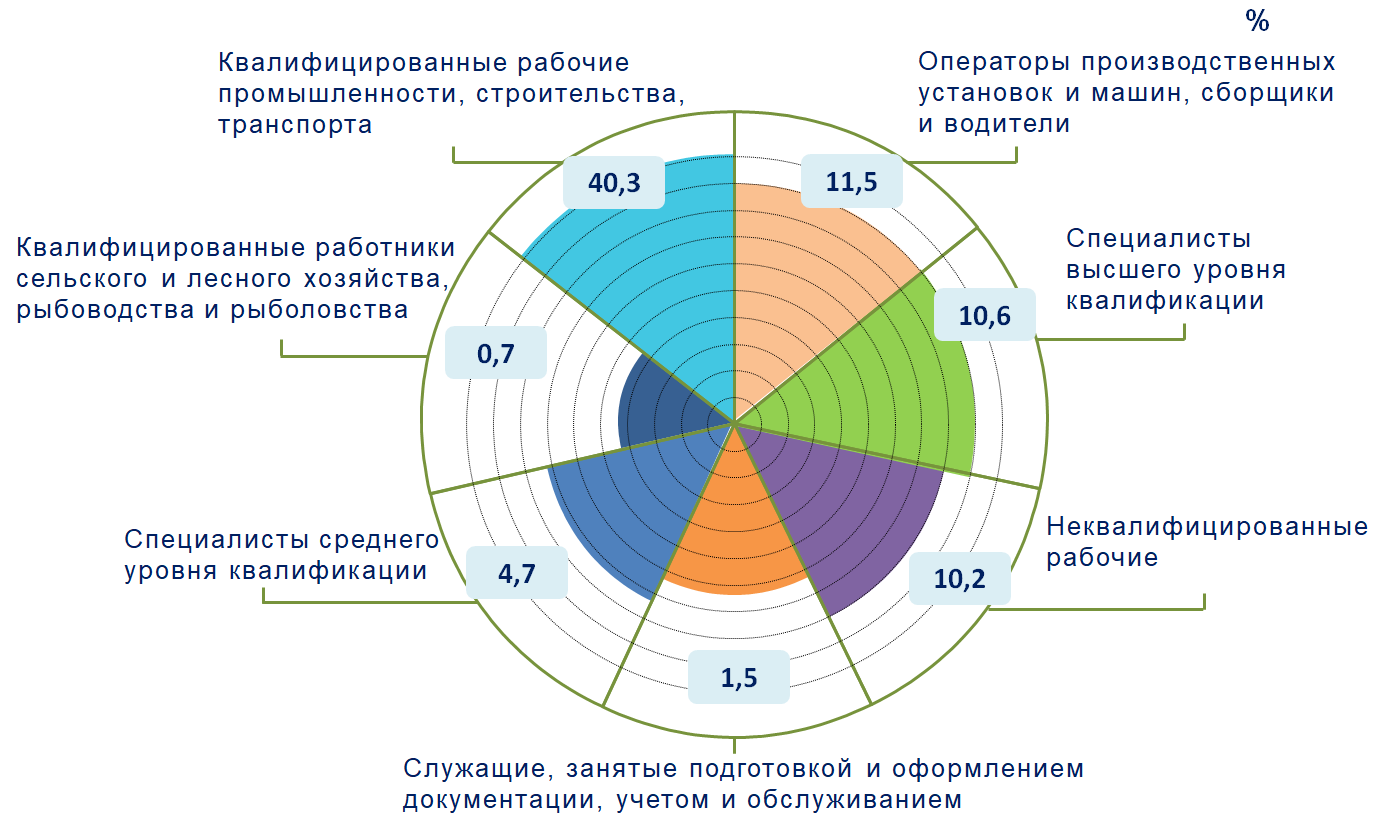 %
Квалифицированные рабочие
промышленности, строительства,
транспорта
Операторы производственных
установок и машин, сборщики
и водители
40,3
11,5
Квалифицированные работники
сельского и лесного хозяйства,
рыбоводства и рыболовства
Специалисты
высшего уровня
квалификации
10,6
0,7
Специалисты среднего
уровня квалификации
4,7
Неквалифицированные
рабочие
10,2
1,5
Служащие, занятые подготовкой и оформлением
документации, учетом и обслуживанием